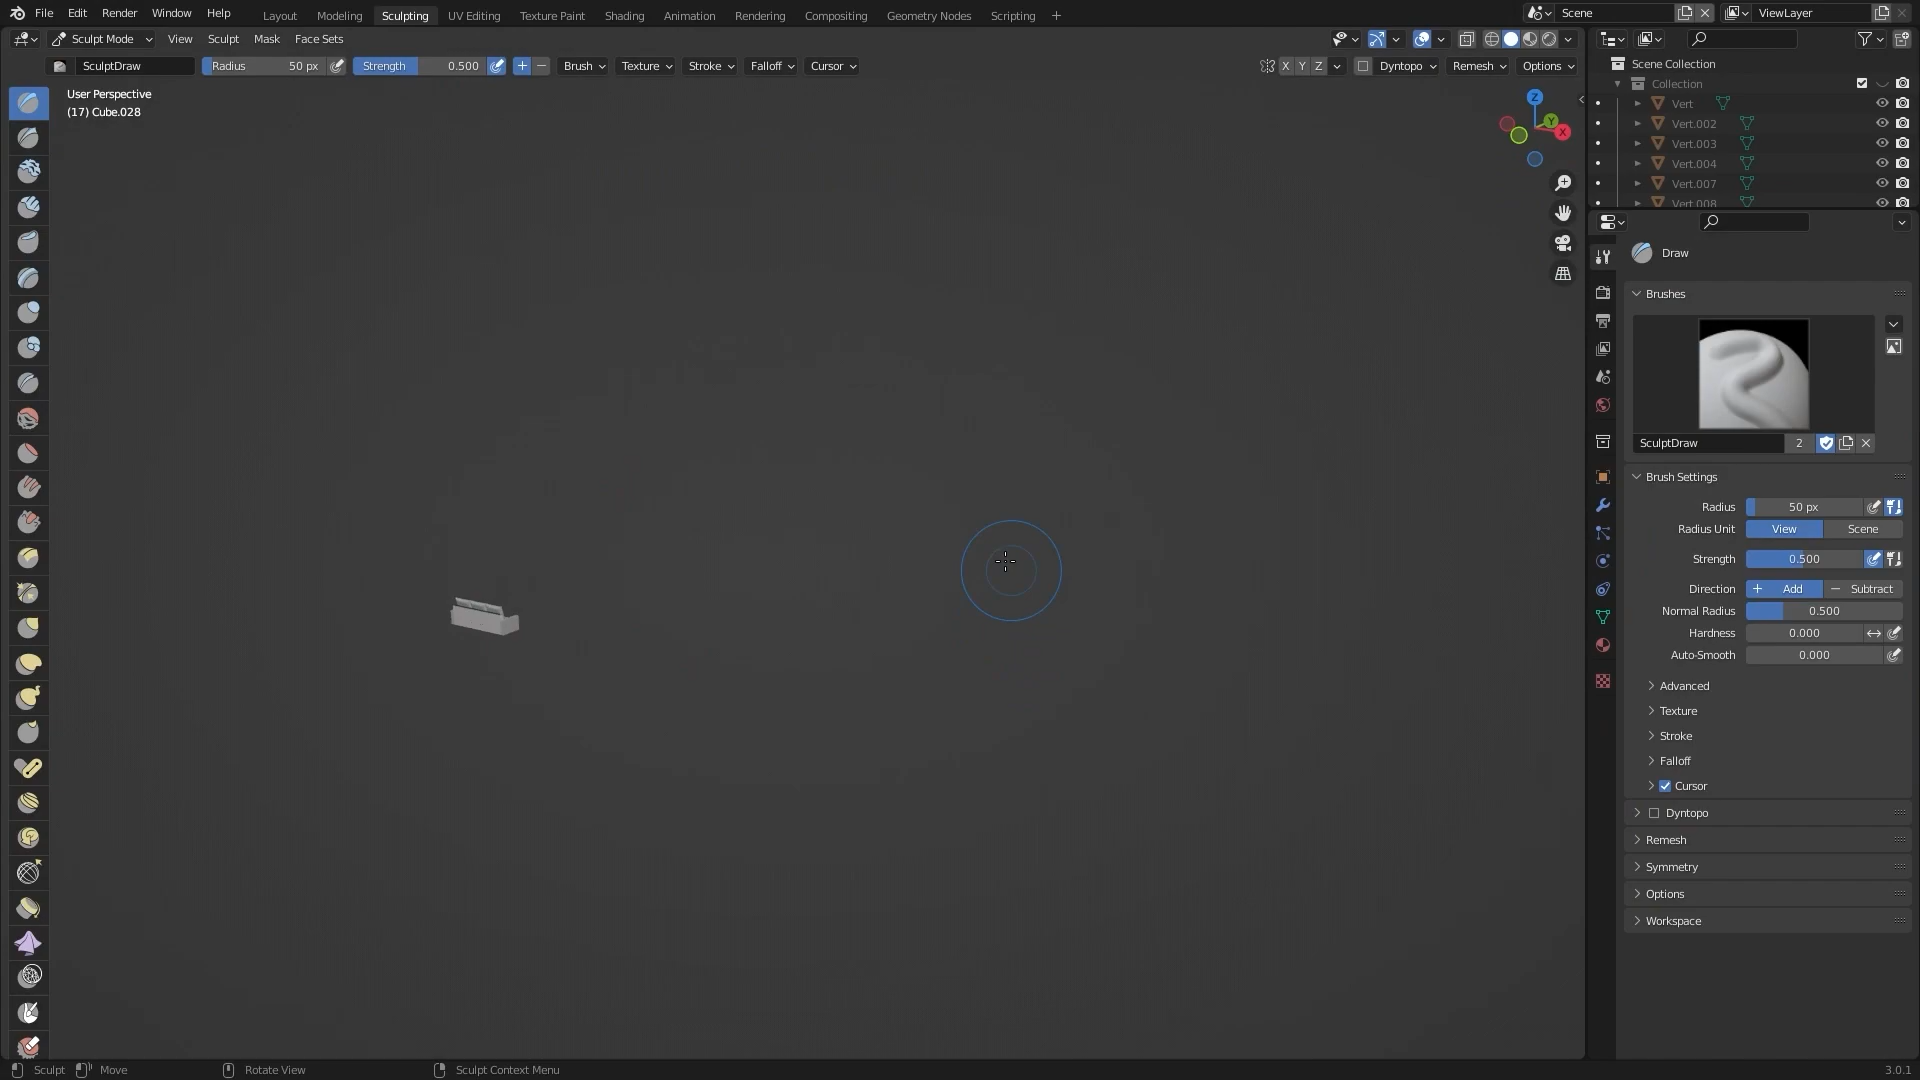 File Edit Render Window Help Layout Modeling Sculpting UV Editing Texture Paint Shading Animation Rendering Compositing Geometry Nodes Scripting + Scene ViewLayer
Sculpt Mode View Sculpt Mask Face Sets
SculptDraw Radius 50 px Strength 0.500 + − Brush Texture Stroke Falloff Cursor X Y Z Dyntopo Remesh Options
User Perspective
(17) Cube.028
Z
Y
X
Scene Collection
Collection
Vert
Vert.002
Vert.003
Vert.004
Vert.007
Vert.008
Draw
Brushes
SculptDraw 2
Brush Settings
Radius 50 px
Radius Unit View Scene
Strength 0.500
Direction + Add − Subtract
Normal Radius 0.500
Hardness 0.000
Auto-Smooth 0.000
Advanced
Texture
Stroke
Falloff
Cursor
Dyntopo
Remesh
Symmetry
Options
Workspace
Sculpt Move Rotate View Sculpt Context Menu 3.0.1